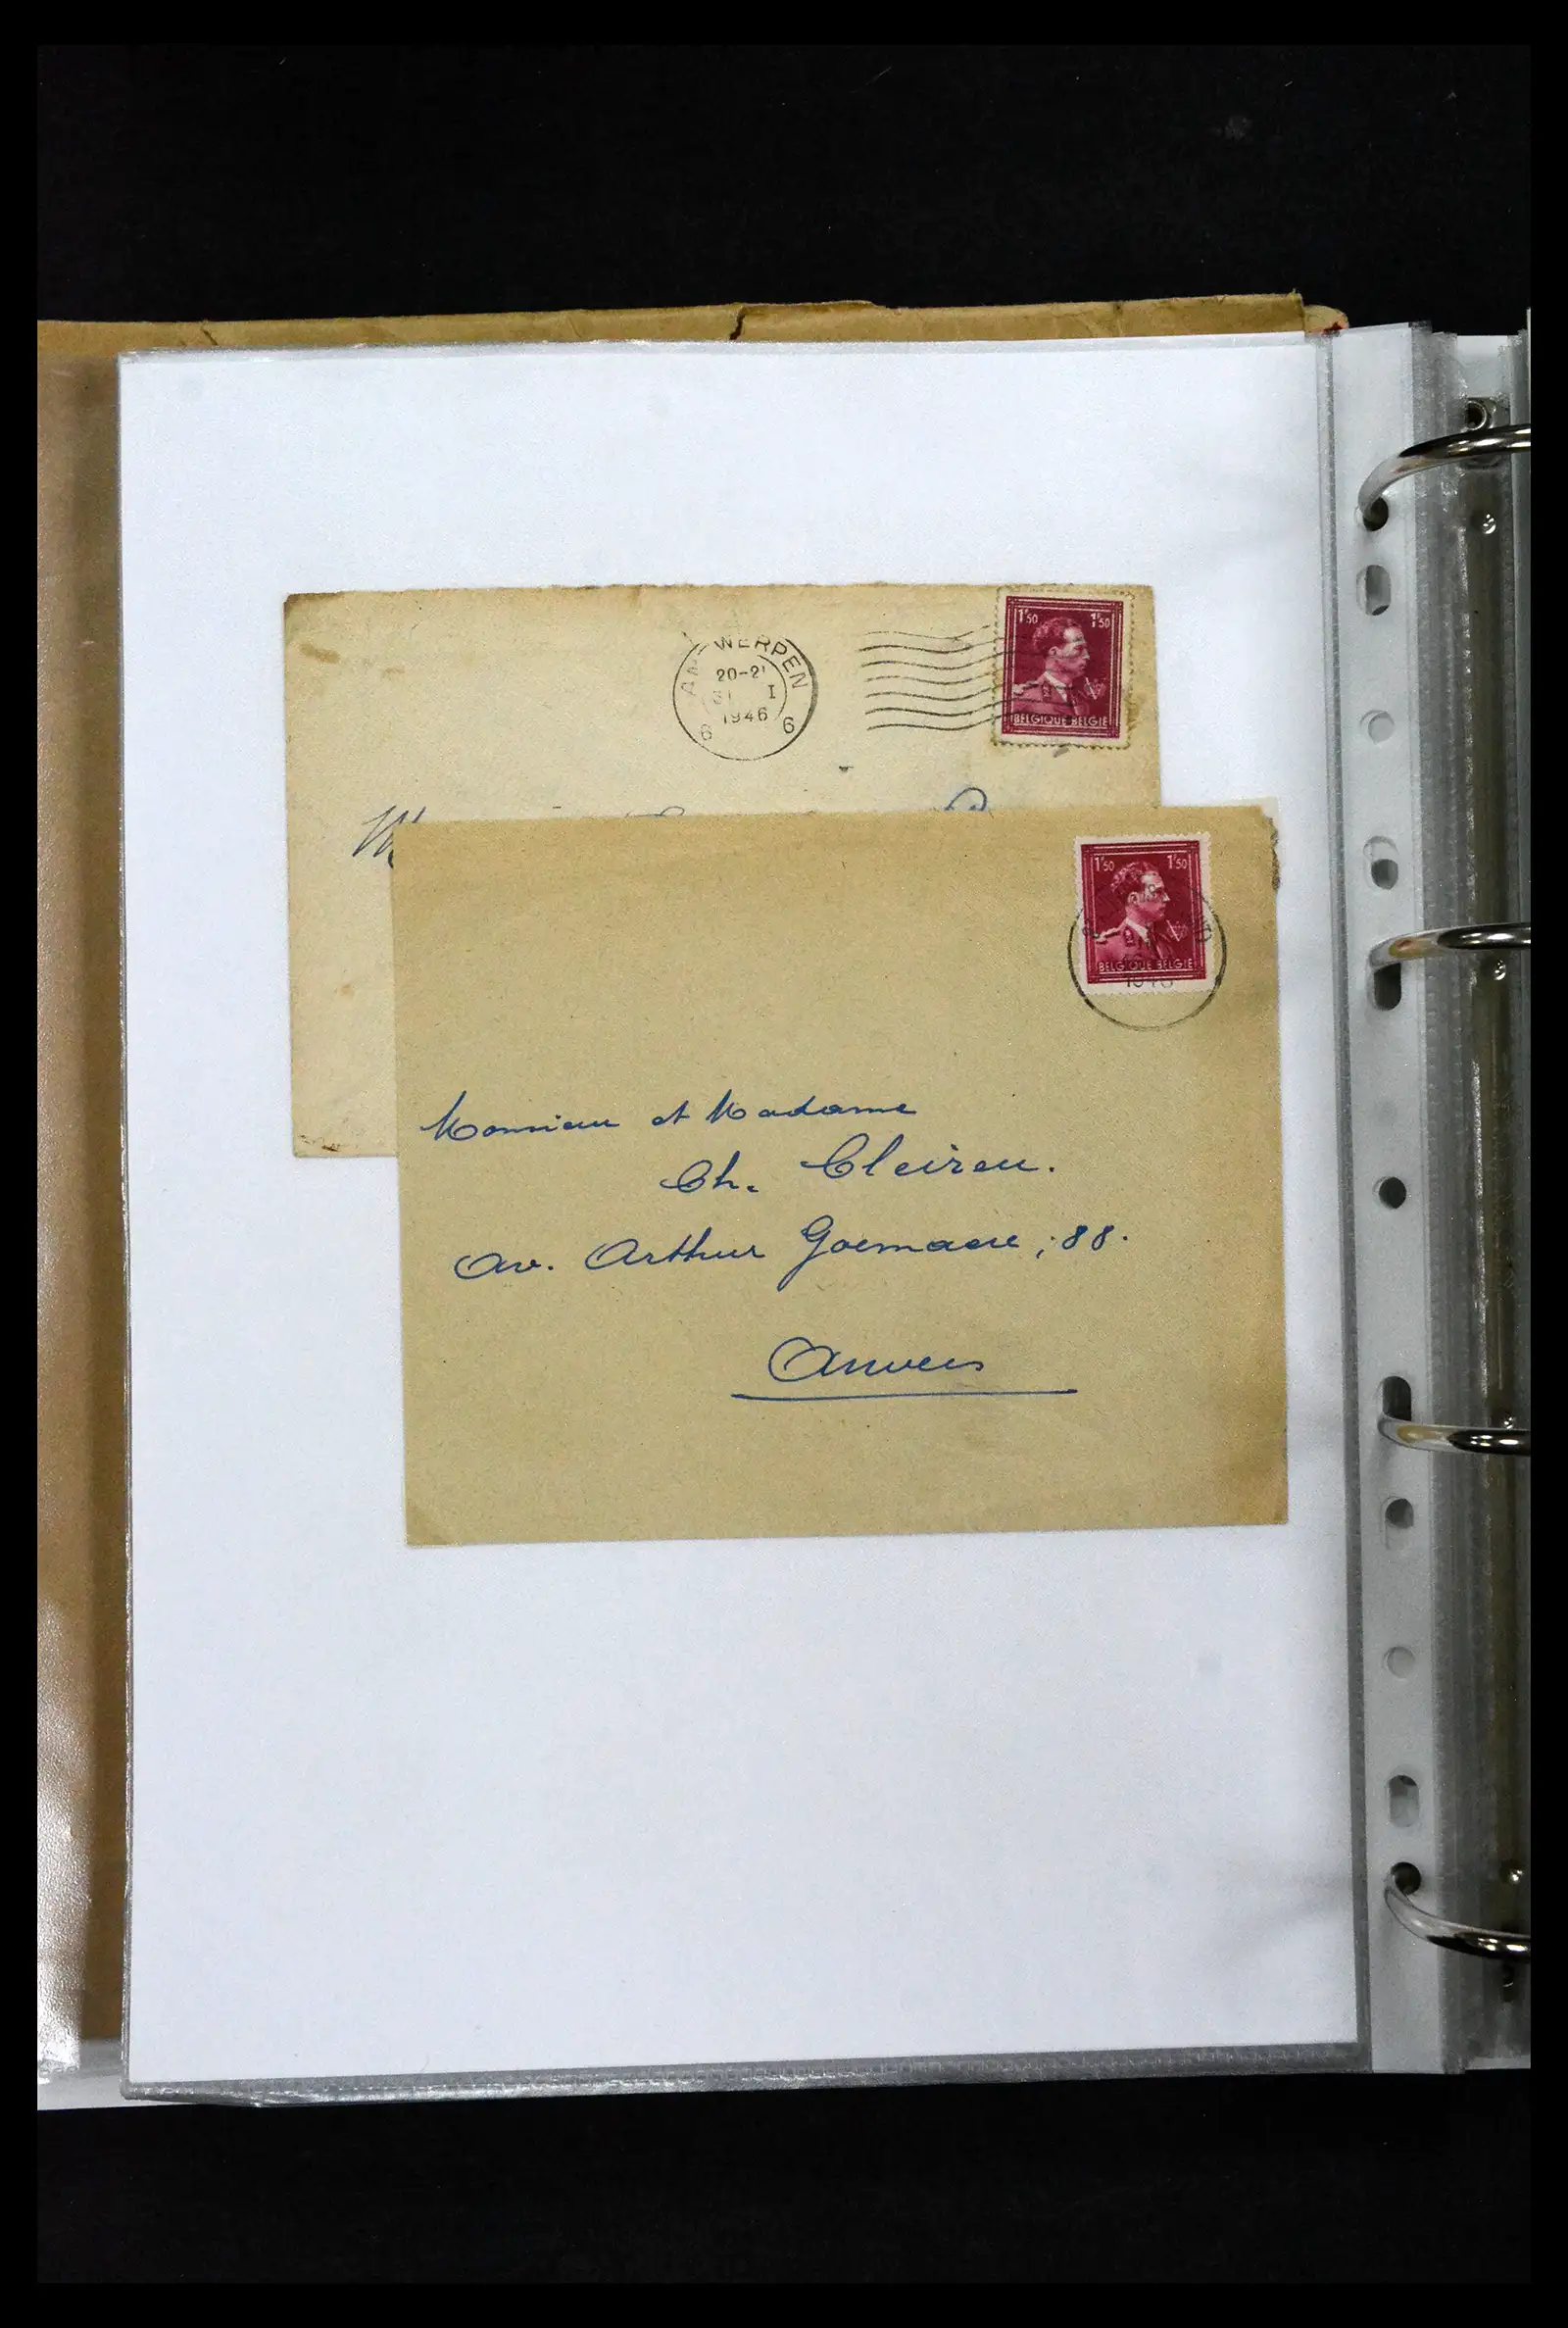 ANTWERPEN
20-21
31 I
1946
6 6
1'50 1'50
BELGIQUE BELGIE
1'50 1'50
BELGIQUE BELGIE
1946
Monsieur et Madame
Ch. Cleiren.
Av. Arthur Goemaere ; 88.
Anvers